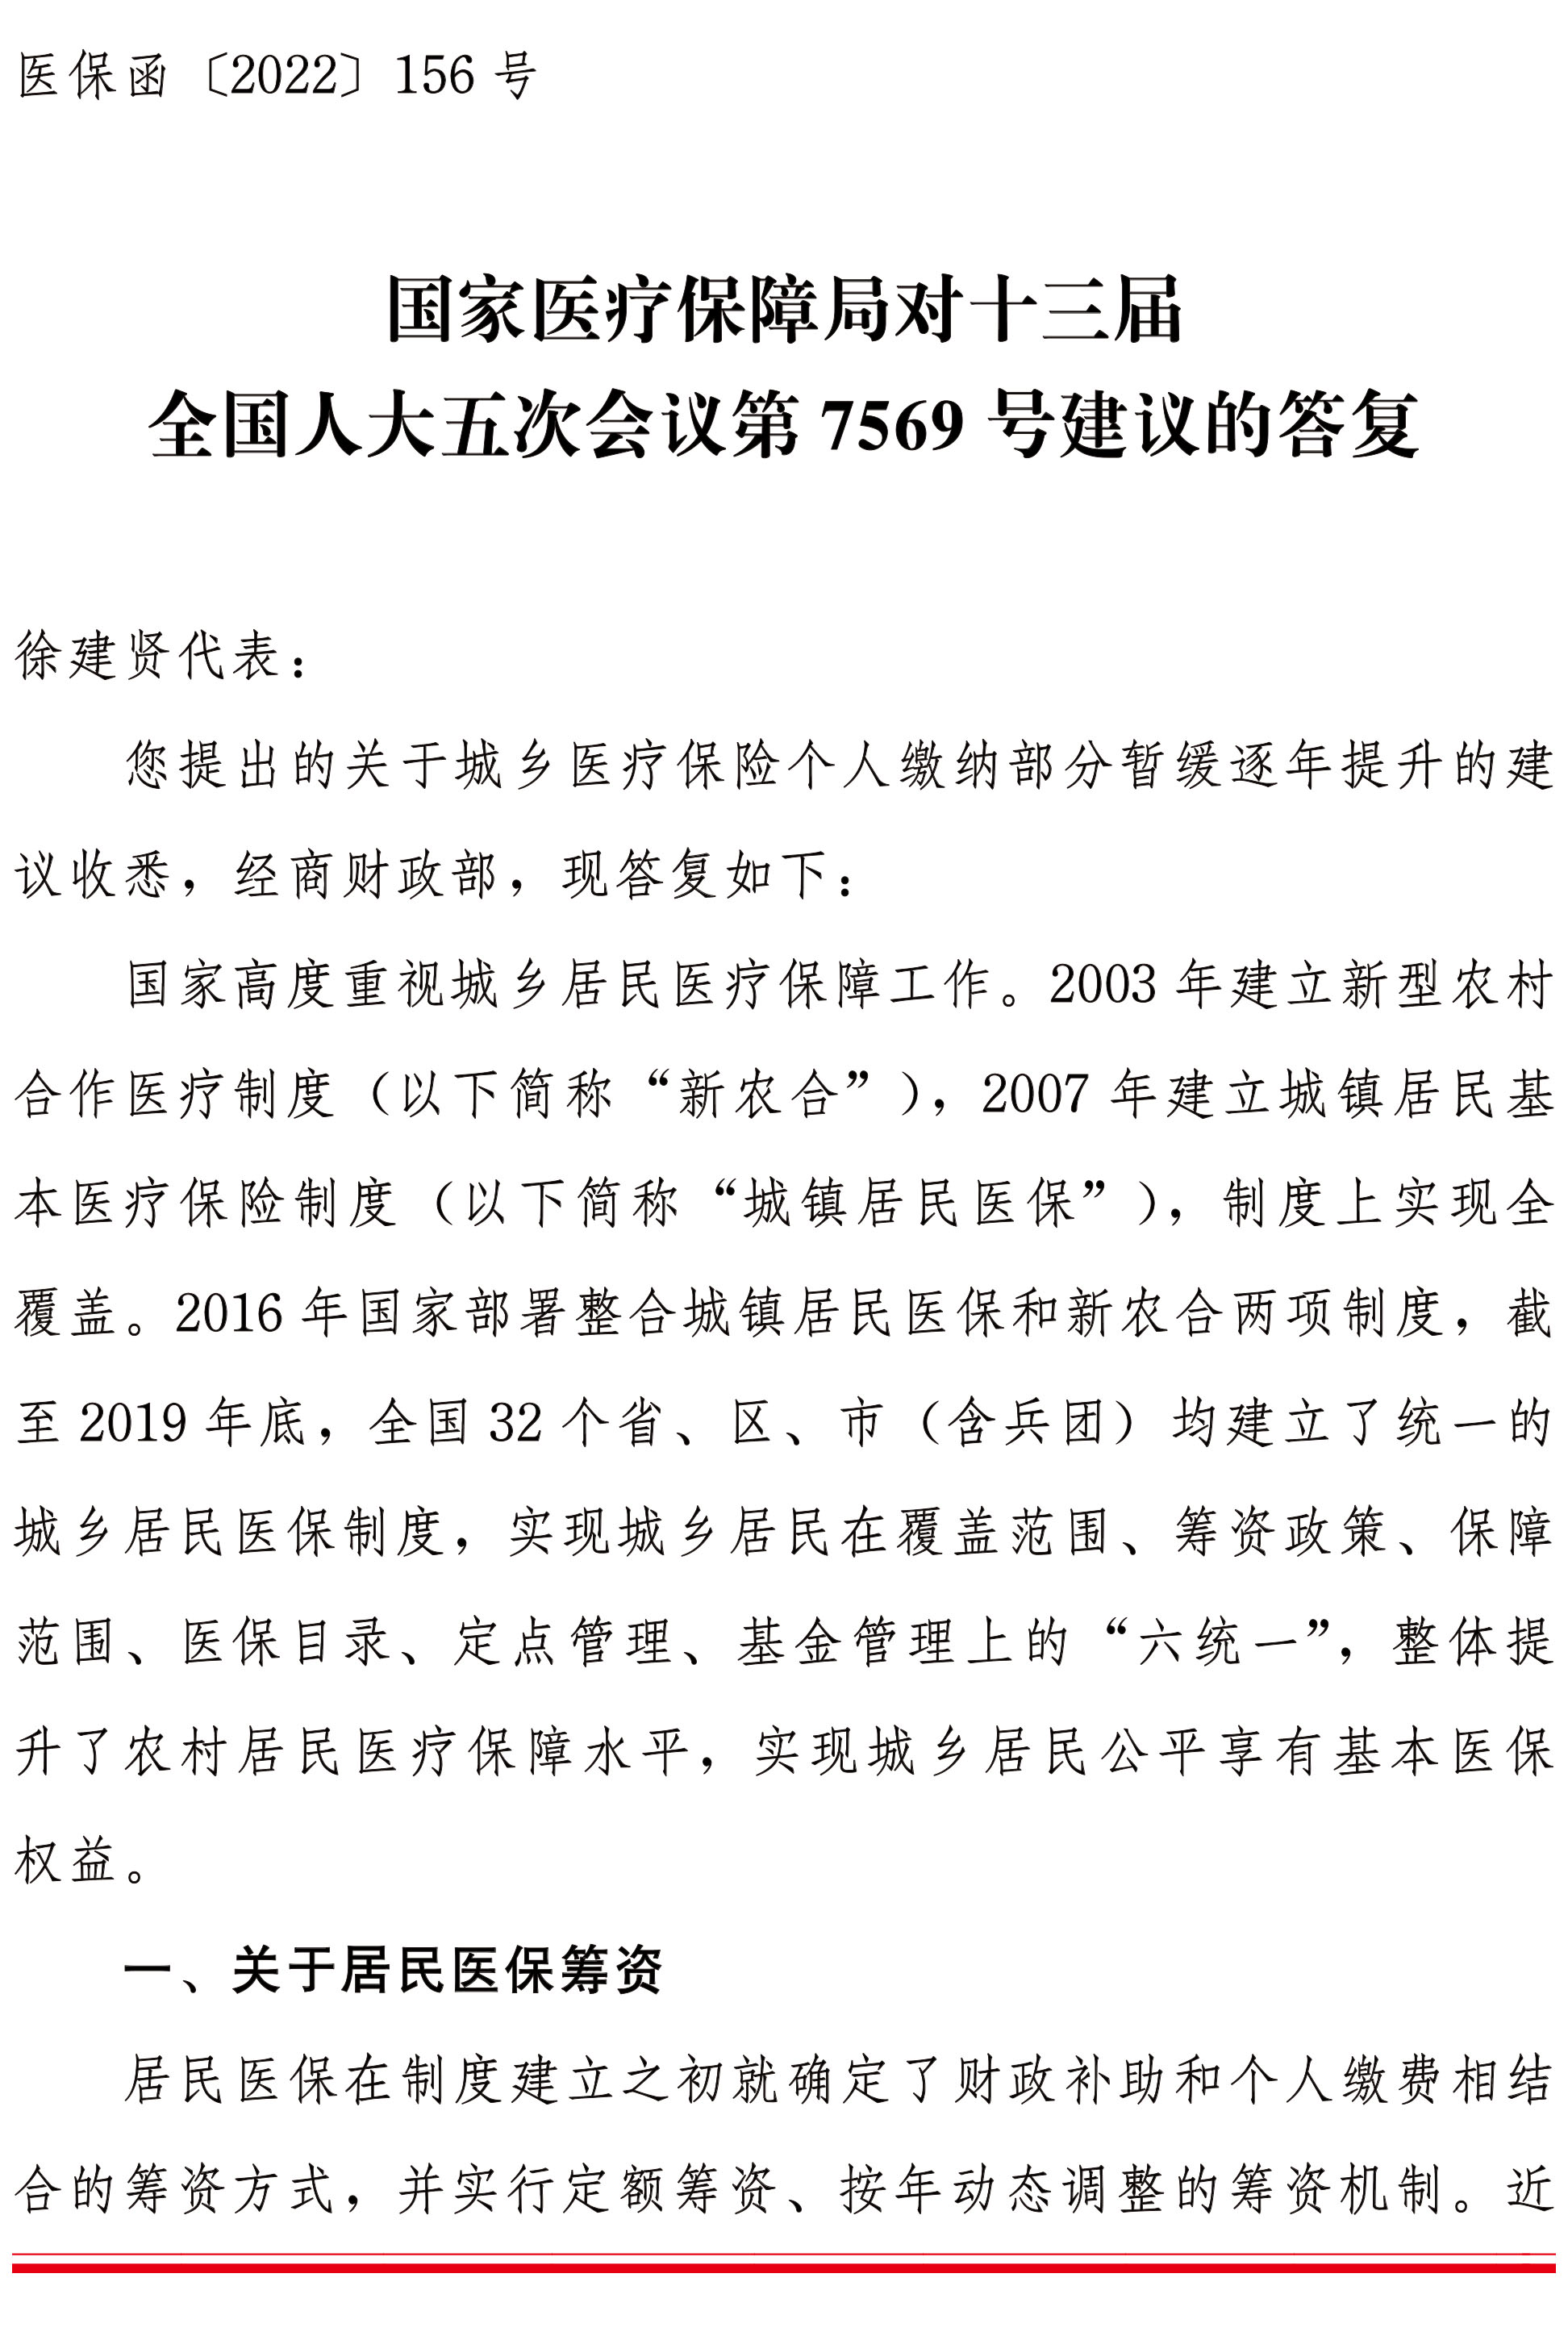 医保函〔2022〕156 号
国家医疗保障局对十三届
全国人大五次会议第 7569 号建议的答复
徐建贤代表：
您提出的关于城乡医疗保险个人缴纳部分暂缓逐年提升的建
议收悉，经商财政部，现答复如下：
国家高度重视城乡居民医疗保障工作。2003 年建立新型农村
合作医疗制度（以下简称“新农合”），2007 年建立城镇居民基
本医疗保险制度（以下简称“城镇居民医保”），制度上实现全
覆盖。2016 年国家部署整合城镇居民医保和新农合两项制度，截
至 2019 年底，全国 32 个省、区、市（含兵团）均建立了统一的
城乡居民医保制度，实现城乡居民在覆盖范围、筹资政策、保障
范围、医保目录、定点管理、基金管理上的“六统一”，整体提
升了农村居民医疗保障水平，实现城乡居民公平享有基本医保
权益。
一、关于居民医保筹资
居民医保在制度建立之初就确定了财政补助和个人缴费相结
合的筹资方式，并实行定额筹资、按年动态调整的筹资机制。近